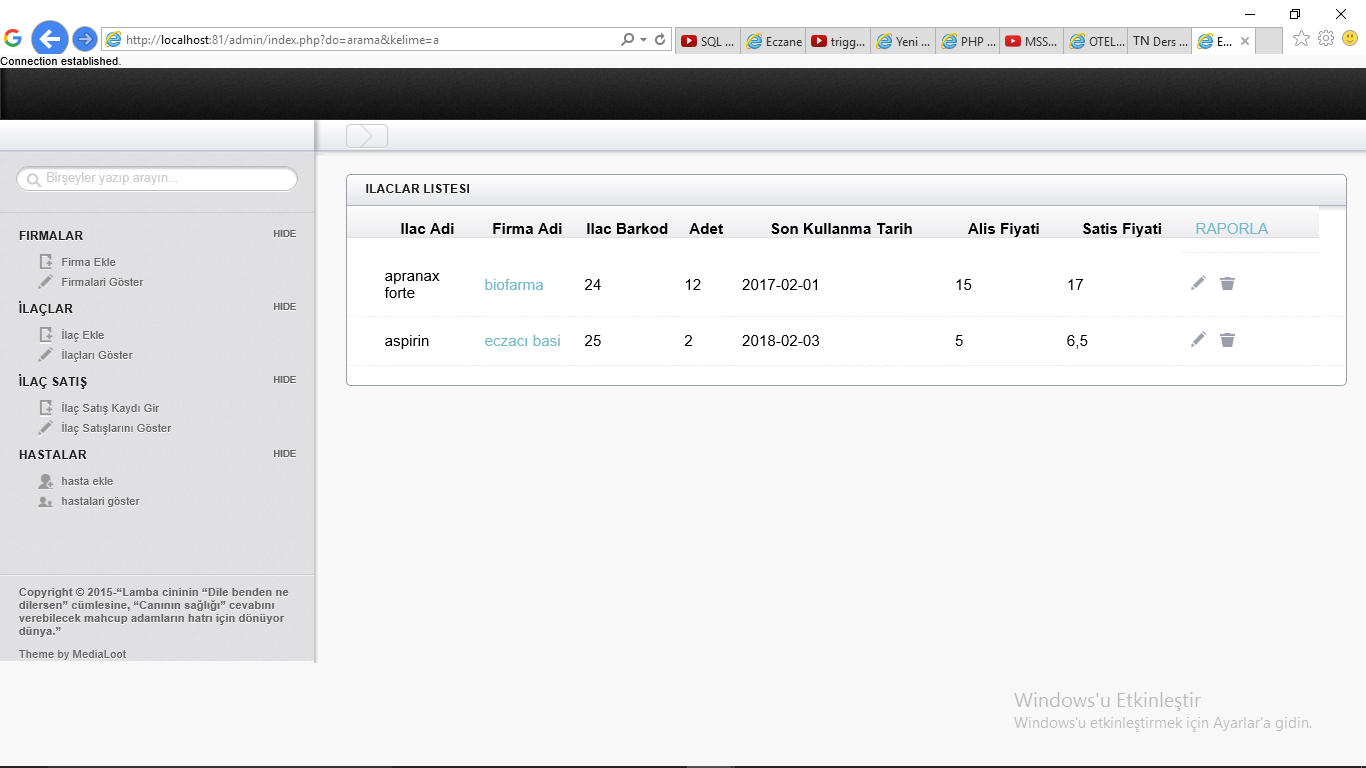 http://localhost:81/admin/index.php?do=arama&kelime=a
SQL ... Eczane trigg... Yeni ... PHP ... MSS... OTEL... TN Ders ... E...
Connection established.
Birşeyler yazıp arayın...
FIRMALAR HIDE
Firma Ekle
Firmalari Göster
İLAÇLAR HIDE
İlaç Ekle
İlaçları Göster
İLAÇ SATIŞ HIDE
İlaç Satış Kaydı Gir
İlaç Satışlarını Göster
HASTALAR HIDE
hasta ekle
hastalari göster
Copyright © 2015-“Lamba cininin “Dile benden ne
dilersen” cümlesine, “Canının sağlığı” cevabını
verebilecek mahcup adamların hatrı için dönüyor
dünya.”
Theme by MediaLoot
ILACLAR LISTESI
Ilac Adi Firma Adi Ilac Barkod Adet Son Kullanma Tarih Alis Fiyati Satis Fiyati RAPORLA
apranax
forte biofarma 24 12 2017-02-01 15 17
aspirin eczacı basi 25 2 2018-02-03 5 6,5
Windows'u Etkinleştir
Windows'u etkinleştirmek için Ayarlar'a gidin.